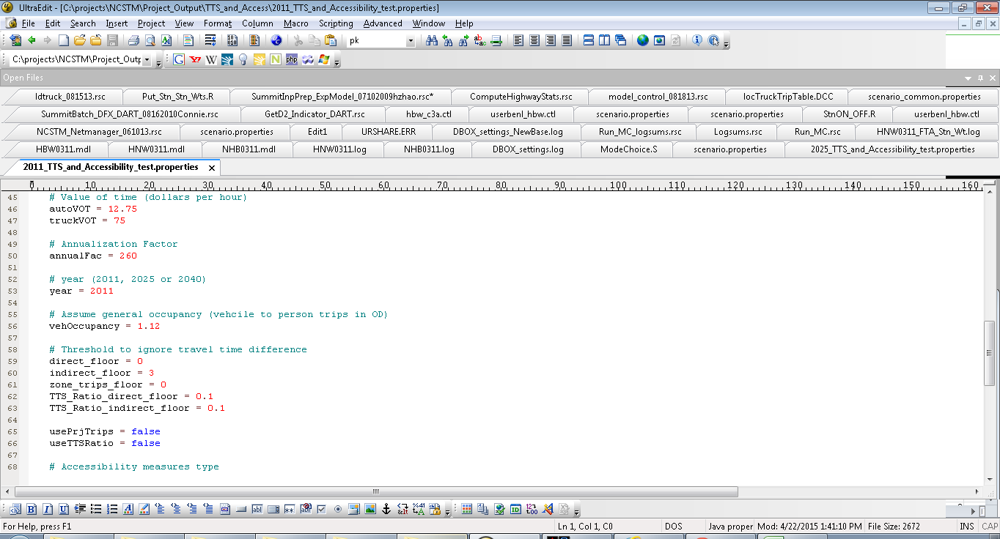 UltraEdit - [C:\projects\NCSTM\Project_Output\TTS_and_Access\2011_TTS_and_Accessibility_test.properties]
File Edit Search Insert Project View Format Column Macro Scripting Advanced Window Help
pk
C:\projects\NCSTM\Project_Outp
Open Files
ldtruck_081513.rsc Put_Stn_Stn_Wts.R SummitInpPrep_ExpModel_07102009hzhao.rsc* ComputeHighwayStats.rsc model_control_081813.rsc locTruckTripTable.DCC scenario_common.properties
SummitBatch_DFX_DART_08162010Connie.rsc GetD2_Indicator_DART.rsc hbw_c3a.ctl userbenl_hbw.ctl scenario.properties scenario.properties StnON_OFF.R userbenl_hbw.ctl
NCSTM_Netmanager_061013.rsc scenario.properties Edit1 URSHARE.ERR DBOX_settings_NewBase.log Run_MC_logsums.rsc Logsums.rsc Run_MC.rsc HNW0311_FTA_Stn_Wt.log
HBW0311.mdl HNW0311.mdl NHB0311.mdl HNW0311.log NHB0311.log DBOX_settings.log ModeChoice.S scenario.properties 2025_TTS_and_Accessibility_test.properties
2011_TTS_and_Accessibility_test.properties
0 10 20 30 40 50 60 70 80 90 100 110 120 130 140 150 160
45 # Value of time (dollars per hour)
46 autoVOT = 12.75
47 truckVOT = 75
48
49 # Annualization Factor
50 annualFac = 260
51
52 # year (2011, 2025 or 2040)
53 year = 2011
54
55 # Assume general occupancy (vehcile to person trips in OD)
56 vehOccupancy = 1.12
57
58 # Threshold to ignore travel time difference
59 direct_floor = 0
60 indirect_floor = 3
61 zone_trips_floor = 0
62 TTS_Ratio_direct_floor = 0.1
63 TTS_Ratio_indirect_floor = 0.1
64
65 usePrjTrips = false
66 useTTSRatio = false
67
68 # Accessibility measures type
For Help, press F1 Ln 1, Col 1, C0 DOS Java proper Mod: 4/22/2015 1:41:10 PM File Size: 2672 INS CAP